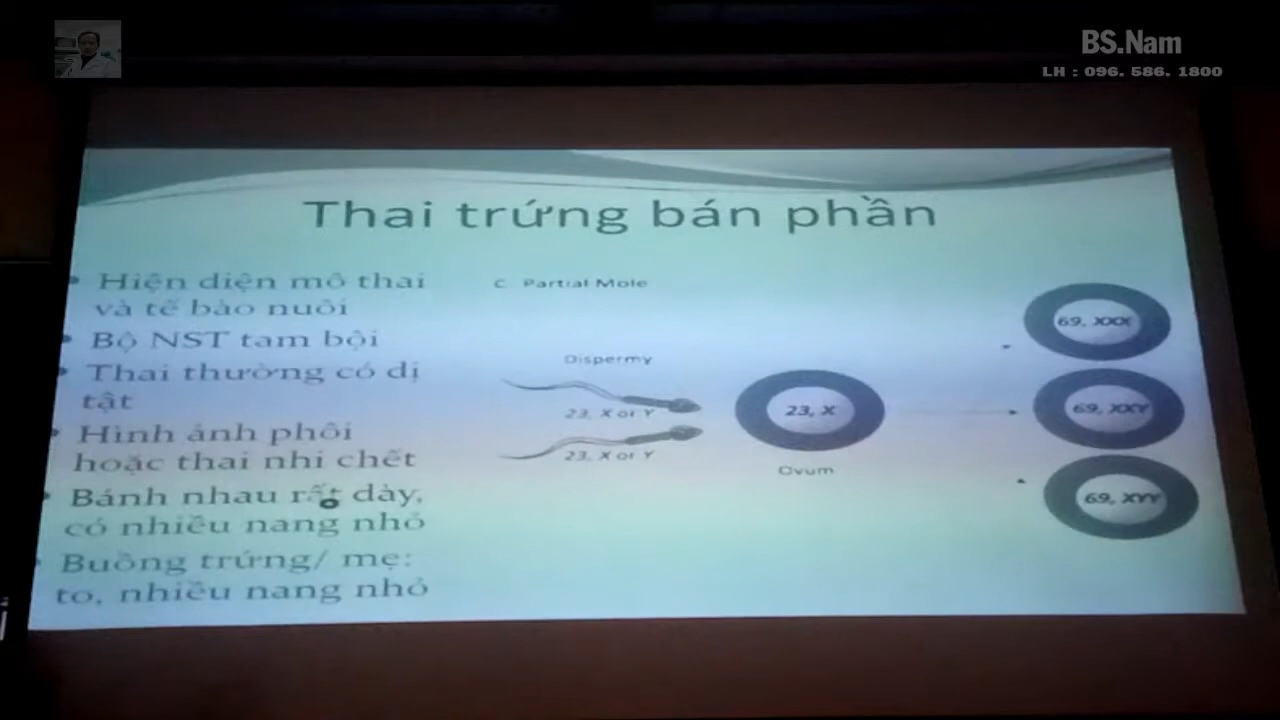 BS.Nam
LH : 096. 586. 1800
Thai trứng bán phần
Hiện diện mô thai
và tế bào nuôi
Bộ NST tam bội
Thai thường có dị
tật
Hình ảnh phôi
hoặc thai nhi chết
Bánh nhau rất dày,
có nhiều nang nhỏ
Buồng trứng/ mẹ:
to, nhiều nang nhỏ
C Partial Mole
Dispermy
23, X or Y
23, X or Y
23, X
Ovum
69, XXX
69, XXY
69, XYY